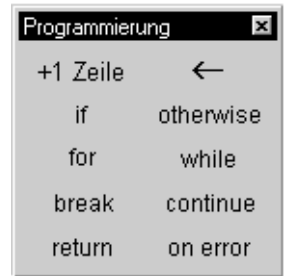 Programmierung
+1 Zeile ←
if otherwise
for while
break continue
return on error